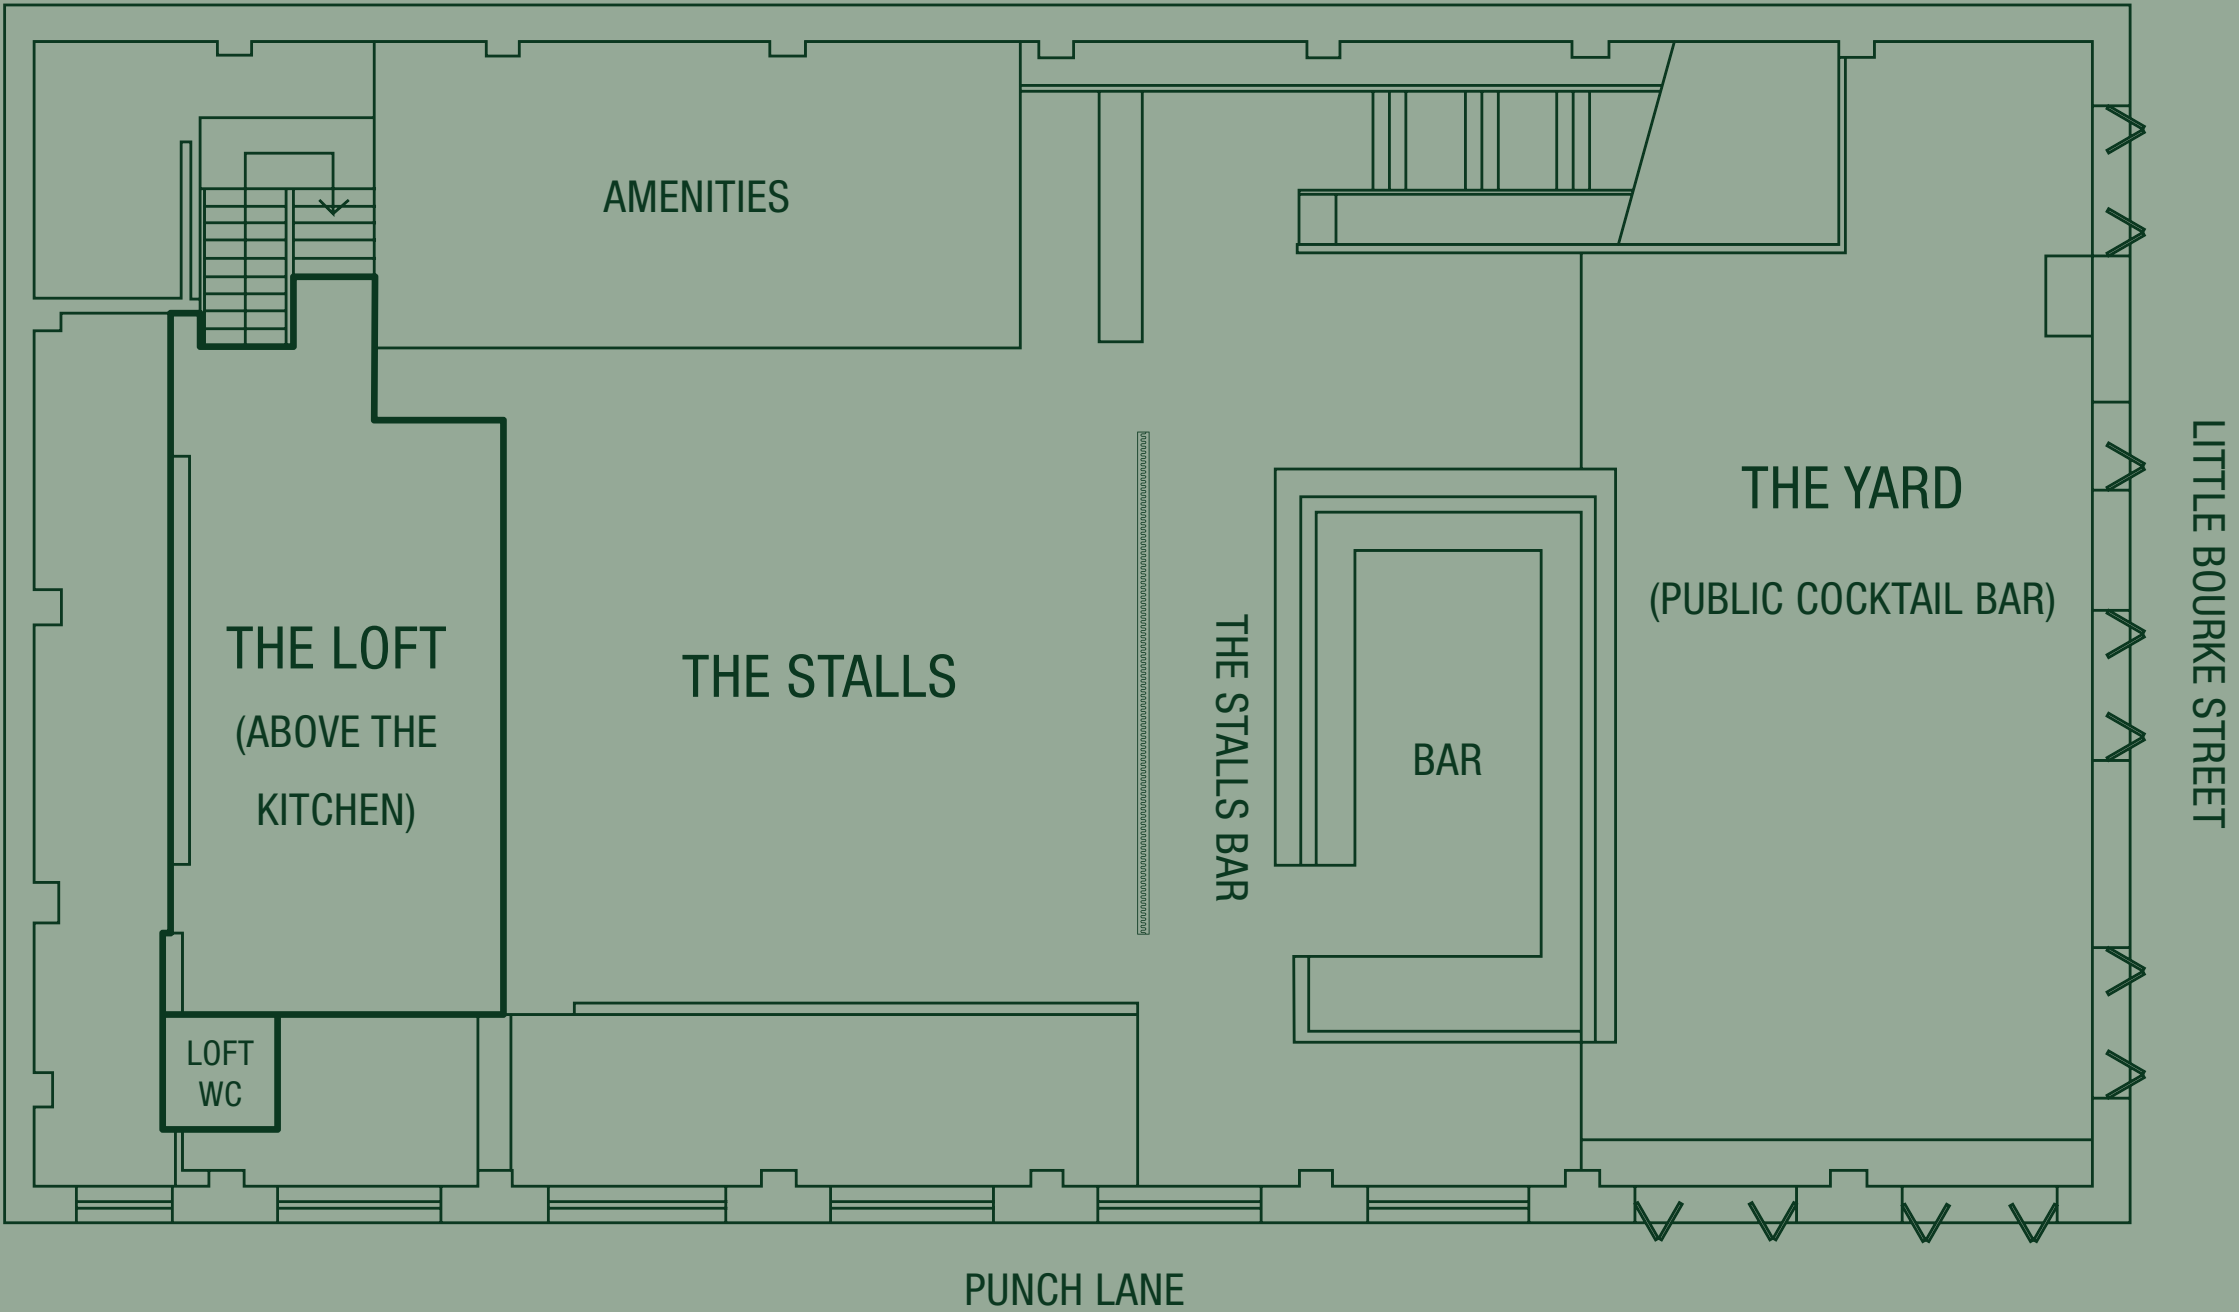 AMENITIES
THE LOFT
(ABOVE THE
KITCHEN)
LOFT
WC
THE STALLS
THE STALLS BAR
BAR
THE YARD
(PUBLIC COCKTAIL BAR)
LITTLE BOURKE STREET
PUNCH LANE